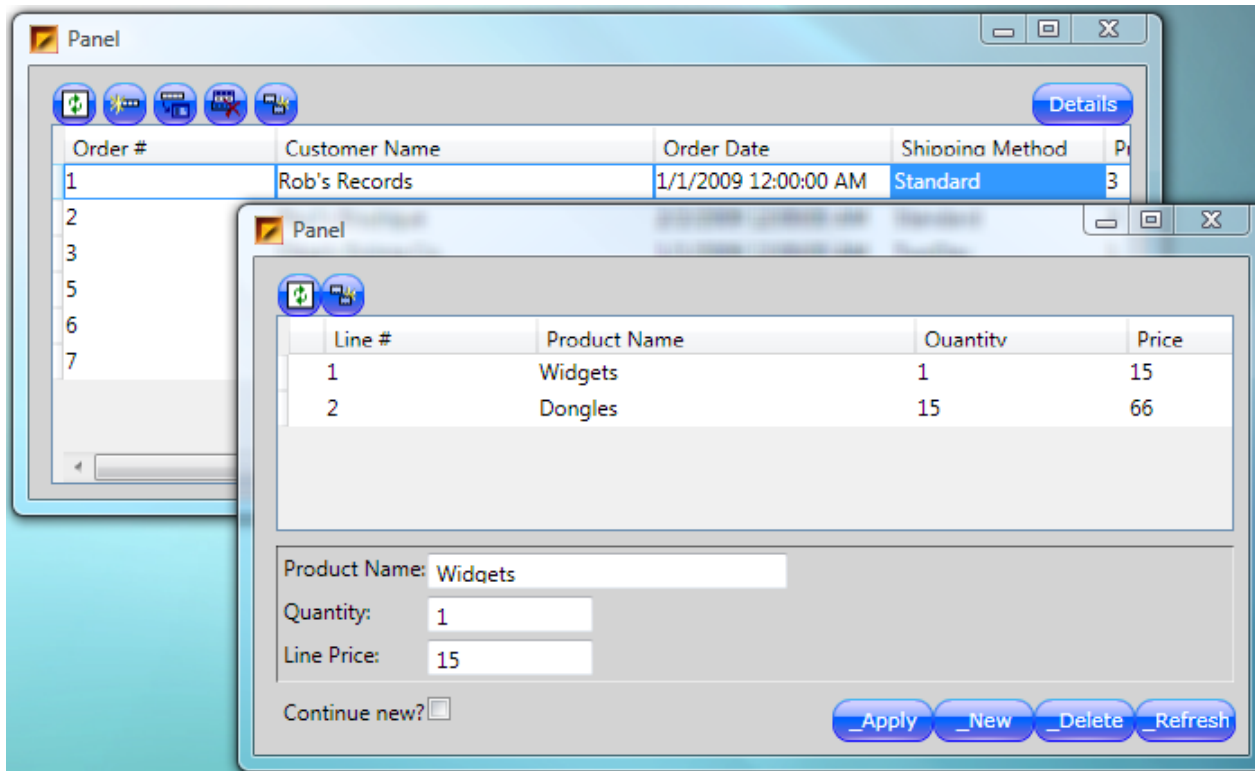 Panel
Details
Order # Customer Name Order Date Shipping Method
1 Rob's Records 1/1/2009 12:00:00 AM Standard 3
2
3
5
6
7
Panel
Line # Product Name Quantity Price
1 Widgets 1 15
2 Dongles 15 66
Product Name: Widgets
Quantity: 1
Line Price: 15
Continue new?
_Apply _New _Delete _Refresh